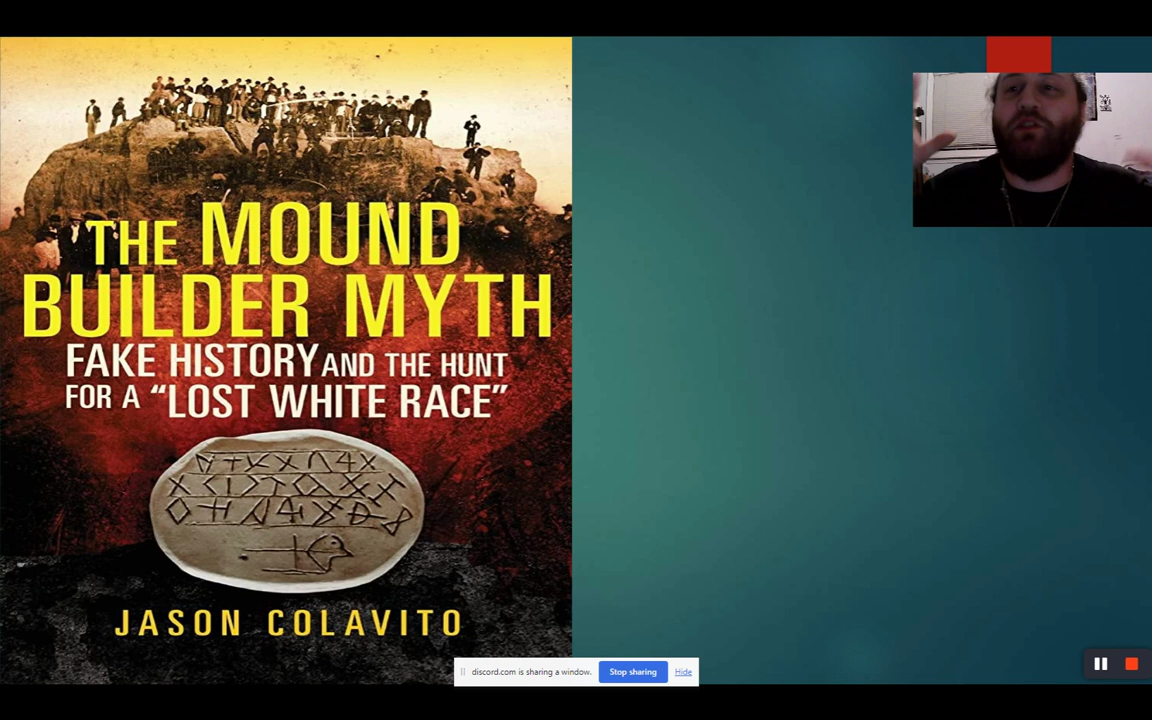 THE MOUND
BUILDER MYTH
FAKE HISTORY AND THE HUNT
FOR A “LOST WHITE RACE”
JASON COLAVITO
discord.com is sharing a window.
Stop sharing
Hide